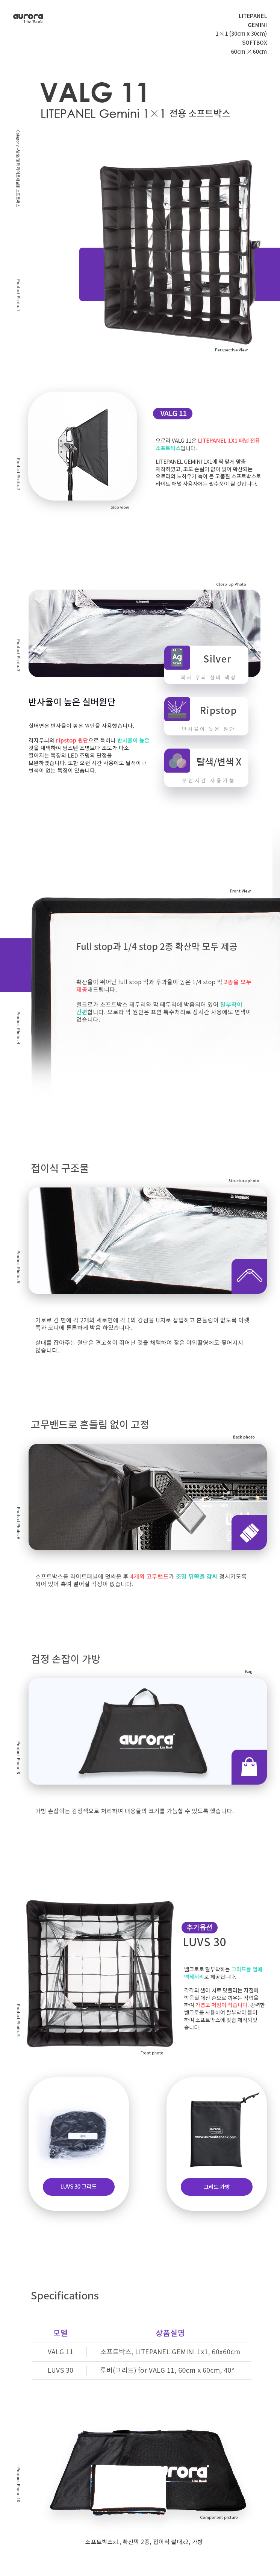 aurora
Lite Bank
LITEPANEL
GEMINI
1×1 (30cm x 30cm)
SOFTBOX
60cm ×60cm
VALG 11
LITEPANEL Gemini 1×1 전용 소프트박스
Product Photo. 1
Perspective View
VALG 11
오로라 VALG 11은 LITEPANEL 1X1 패널 전용
소프트박스입니다.
LITEPANEL GEMINI 1X1에 딱 맞게 맞춤
제작하였고, 조도 손실이 없이 빛이 확산되는
오로라의 노하우가 녹아 든 고품질 소프트박스로
라이트 패널 사용자께는 필수품이 될 것입니다.
Product Photo. 2
Side view
Close-up Photo
Product Photo. 3
Ag
Silver
격자 무늬 실버 색상
Ripstop
반사율이 높은 원단
탈색/변색 X
오랜시간 사용가능
반사율이 높은 실버원단
실버면은 반사율이 높은 원단을 사용했습니다.
격자무늬의 ripstop 원단으로 특히나 반사율이 높은
것을 채택하여 텅스텐 조명보다 조도가 다소
떨어지는 특징의 LED 조명의 단점을
보완하였습니다. 또한 오랜 시간 사용에도 탈색이나
변색이 없는 특징이 있습니다.
Front View
Full stop과 1/4 stop 2종 확산막 모두 제공
확산율이 뛰어난 full stop 막과 투과율이 높은 1/4 stop 막 2종을 모두
제공해드립니다.
벨크로가 소프트박스 테두리와 막 테두리에 박음되어 있어 탈부착이
간편합니다. 오로라 막 원단은 표면 특수처리로 장시간 사용에도 변색이
없습니다.
Product Photo. 4
접이식 구조물
Structure photo
Product Photo. 5
가로로 긴 변에 각 2개와 세로면에 각 1의 강선을 U자로 삽입하고 흔들림이 없도록 아랫
쪽과 코너에 튼튼하게 박음 하였습니다.
살대를 잡아주는 원단은 견고성이 뛰어난 것을 채택하여 잦은 야외촬영에도 찢어지지
않습니다.
고무밴드로 흔들림 없이 고정
Back photo
Product Photo. 6
소프트박스를 라이트패널에 덧씌운 후 4개의 고무밴드가 조명 뒤쪽을 감싸 정시키도록
되어 있어 혹여 떨어질 걱정이 없습니다.
검정 손잡이 가방
Bag
aurora
Lite Bank
Product Photo. 8
가방 손잡이는 검정색으로 처리하여 내용물의 크기를 가늠할 수 있도록 했습니다.
추가옵션
LUVS 30
벨크로로 탈부착하는 그리드를 별매
액세서리로 제공됩니다.
각각의 셀이 서로 맞물리는 지점에
박음질 대신 손으로 끼우는 작업을
하여 가볍고 처짐이 적습니다. 강력한
벨크로를 사용하여 탈부착이 용이
하며 소프트박스에 맞춤 제작되었
습니다.
Product Photo. 9
Front photo
LUVS 30 그리드
www.auroralitebank.com
그리드 가방
Specifications
모델 상품설명
VALG 11 소프트박스, LITEPANEL GEMINI 1x1, 60x60cm
LUVS 30 루버(그리드) for VALG 11, 60cm x 60cm, 40°
aurora
Lite Bank
Product Photo. 10
Component picture
소프트박스x1, 확산막 2종, 접이식 살대x2, 가방